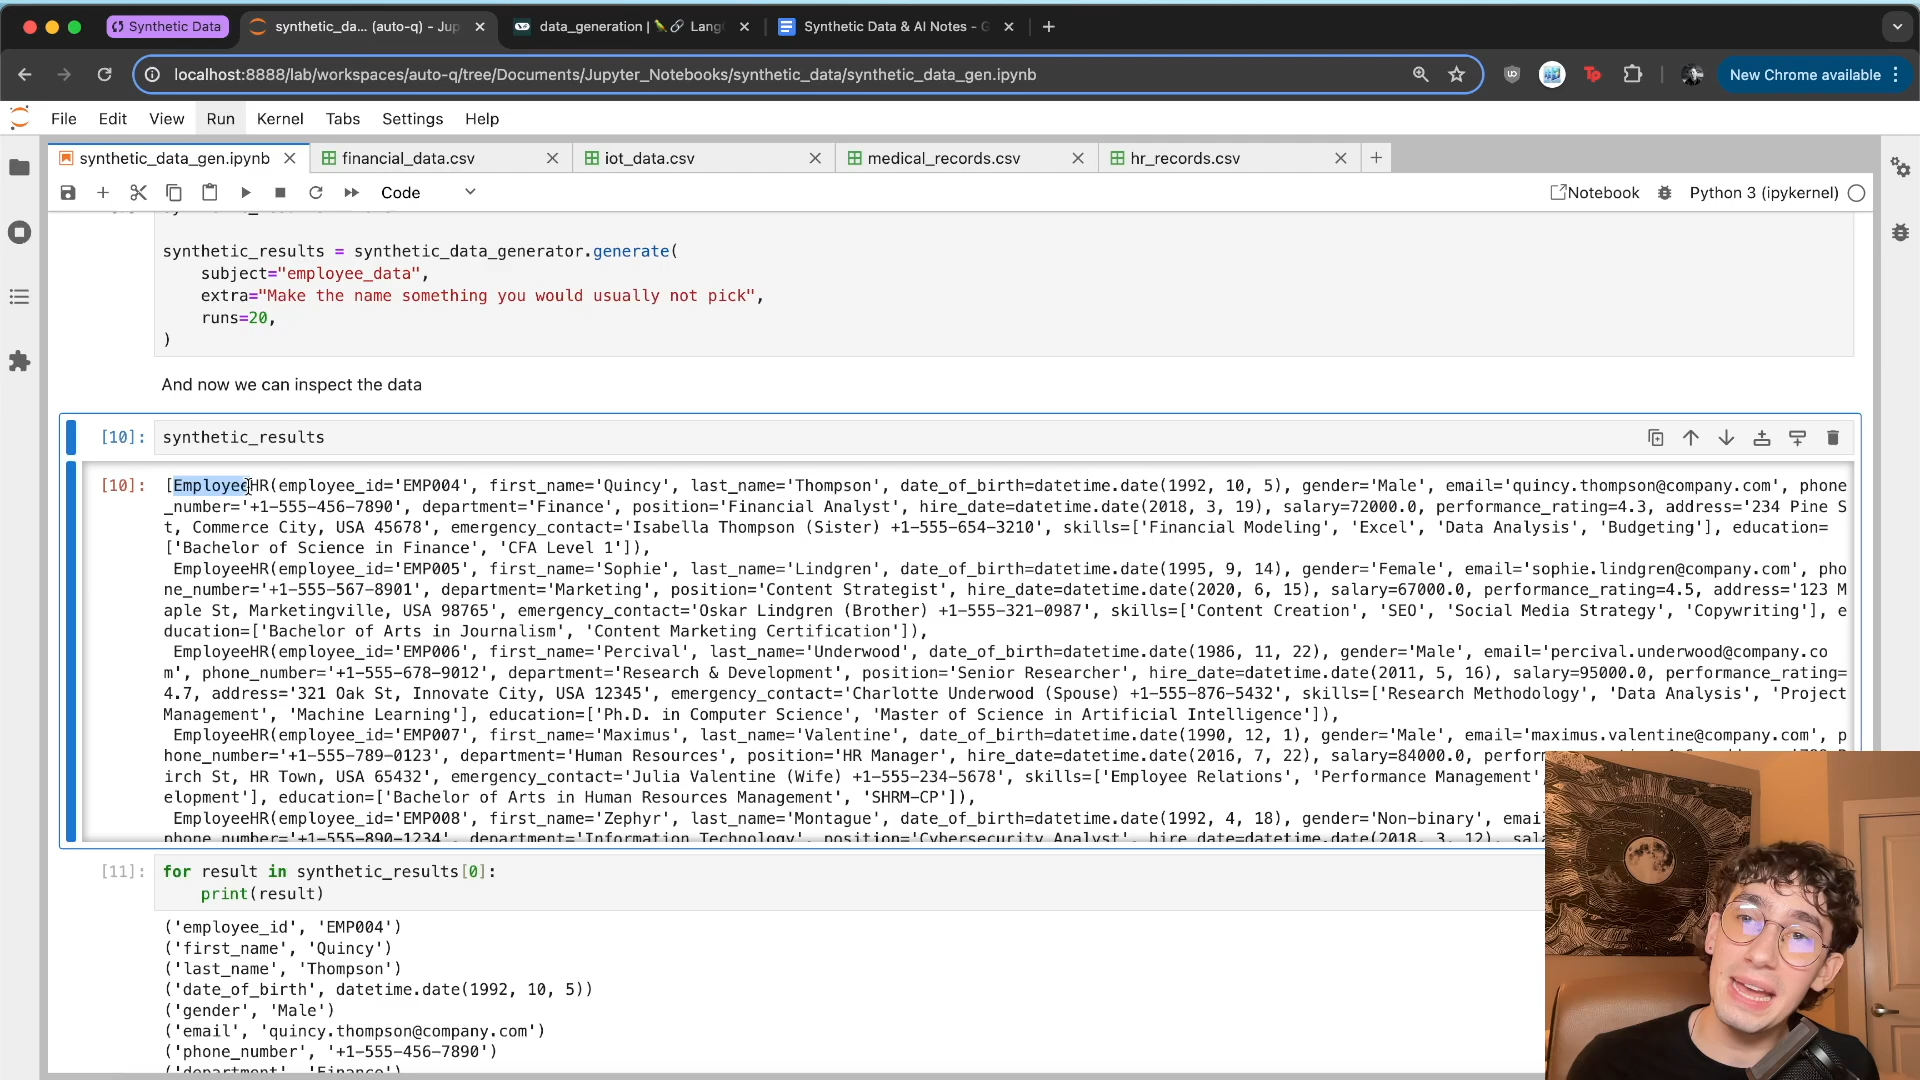 Synthetic Data
synthetic_da... (auto-q) - Jup
data_generation | Lang
Synthetic Data & AI Notes - G
localhost:8888/lab/workspaces/auto-q/tree/Documents/Jupyter_Notebooks/synthetic_data/synthetic_data_gen.ipynb
New Chrome available
File Edit View Run Kernel Tabs Settings Help
synthetic_data_gen.ipynb
financial_data.csv
iot_data.csv
medical_records.csv
hr_records.csv
Code
Notebook
Python 3 (ipykernel)
synthetic_results = synthetic_data_generator.generate(
subject="employee_data",
extra="Make the name something you would usually not pick",
runs=20,
)
And now we can inspect the data
[10]: synthetic_results
[10]: [EmployeeHR(employee_id='EMP004', first_name='Quincy', last_name='Thompson', date_of_birth=datetime.date(1992, 10, 5), gender='Male', email='quincy.thompson@company.com', phone
_number='+1-555-456-7890', department='Finance', position='Financial Analyst', hire_date=datetime.date(2018, 3, 19), salary=72000.0, performance_rating=4.3, address='234 Pine S
t, Commerce City, USA 45678', emergency_contact='Isabella Thompson (Sister) +1-555-654-3210', skills=['Financial Modeling', 'Excel', 'Data Analysis', 'Budgeting'], education=
['Bachelor of Science in Finance', 'CFA Level 1']),
EmployeeHR(employee_id='EMP005', first_name='Sophie', last_name='Lindgren', date_of_birth=datetime.date(1995, 9, 14), gender='Female', email='sophie.lindgren@company.com', pho
ne_number='+1-555-567-8901', department='Marketing', position='Content Strategist', hire_date=datetime.date(2020, 6, 15), salary=67000.0, performance_rating=4.5, address='123 M
aple St, Marketingville, USA 98765', emergency_contact='Oskar Lindgren (Brother) +1-555-321-0987', skills=['Content Creation', 'SEO', 'Social Media Strategy', 'Copywriting'], e
ducation=['Bachelor of Arts in Journalism', 'Content Marketing Certification']),
EmployeeHR(employee_id='EMP006', first_name='Percival', last_name='Underwood', date_of_birth=datetime.date(1986, 11, 22), gender='Male', email='percival.underwood@company.co
m', phone_number='+1-555-678-9012', department='Research & Development', position='Senior Researcher', hire_date=datetime.date(2011, 5, 16), salary=95000.0, performance_rating=
4.7, address='321 Oak St, Innovate City, USA 12345', emergency_contact='Charlotte Underwood (Spouse) +1-555-876-5432', skills=['Research Methodology', 'Data Analysis', 'Project
Management', 'Machine Learning'], education=['Ph.D. in Computer Science', 'Master of Science in Artificial Intelligence']),
EmployeeHR(employee_id='EMP007', first_name='Maximus', last_name='Valentine', date_of_birth=datetime.date(1990, 12, 1), gender='Male', email='maximus.valentine@company.com', p
hone_number='+1-555-789-0123', department='Human Resources', position='HR Manager', hire_date=datetime.date(2016, 7, 22), salary=84000.0, perform
irch St, HR Town, USA 65432', emergency_contact='Julia Valentine (Wife) +1-555-234-5678', skills=['Employee Relations', 'Performance Management',
elopment'], education=['Bachelor of Arts in Human Resources Management', 'SHRM-CP']),
EmployeeHR(employee_id='EMP008', first_name='Zephyr', last_name='Montague', date_of_birth=datetime.date(1992, 4, 18), gender='Non-binary', emai
phone_number='+1-555-890-1234', department='Information Technology', position='Cybersecurity Analyst', hire_date=datetime.date(2018, 3, 12), sala
[11]: for result in synthetic_results[0]:
print(result)
('employee_id', 'EMP004')
('first_name', 'Quincy')
('last_name', 'Thompson')
('date_of_birth', datetime.date(1992, 10, 5))
('gender', 'Male')
('email', 'quincy.thompson@company.com')
('phone_number', '+1-555-456-7890')
('department', 'Finance')